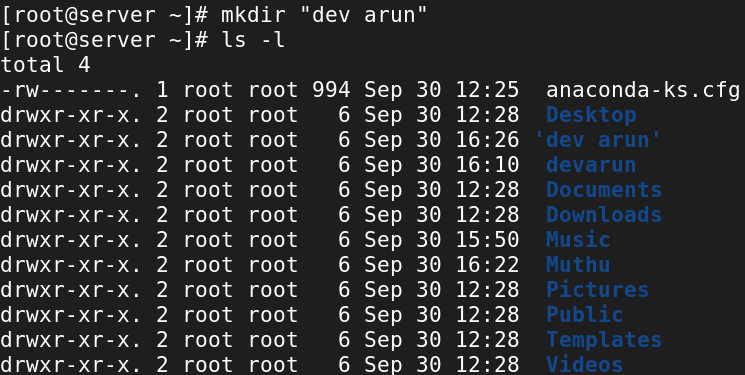 [root@server ~]# mkdir "dev arun"
[root@server ~]# ls -l
total 4
-rw-------. 1 root root 994 Sep 30 12:25  anaconda-ks.cfg
drwxr-xr-x. 2 root root   6 Sep 30 12:28  Desktop
drwxr-xr-x. 2 root root   6 Sep 30 16:26 'dev arun'
drwxr-xr-x. 2 root root   6 Sep 30 16:10  devarun
drwxr-xr-x. 2 root root   6 Sep 30 12:28  Documents
drwxr-xr-x. 2 root root   6 Sep 30 12:28  Downloads
drwxr-xr-x. 2 root root   6 Sep 30 15:50  Music
drwxr-xr-x. 2 root root   6 Sep 30 16:22  Muthu
drwxr-xr-x. 2 root root   6 Sep 30 12:28  Pictures
drwxr-xr-x. 2 root root   6 Sep 30 12:28  Public
drwxr-xr-x. 2 root root   6 Sep 30 12:28  Templates
drwxr-xr-x. 2 root root   6 Sep 30 12:28  Videos